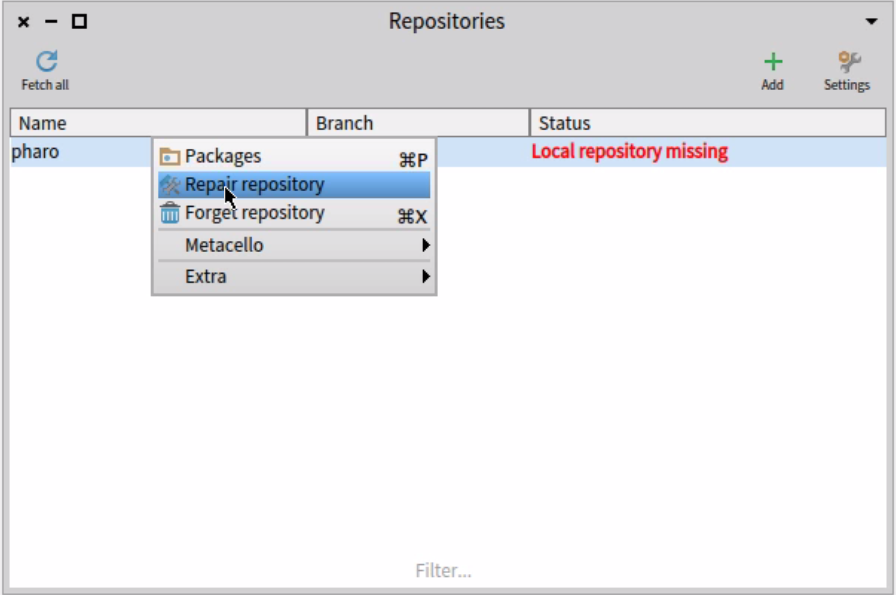 Repositories
Fetch all
Add
Settings
Name Branch Status
pharo Local repository missing
Packages ⌘P
Repair repository
Forget repository ⌘X
Metacello
Extra
Filter...